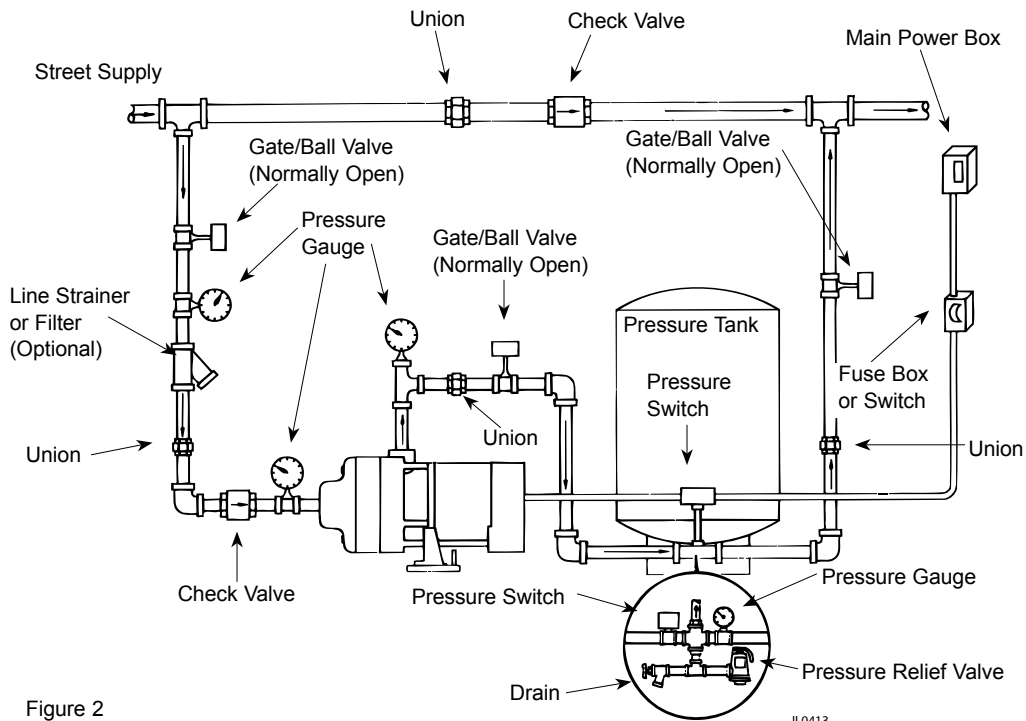 Union
Check Valve
Main Power Box
Street Supply
Gate/Ball Valve
(Normally Open)
Gate/Ball Valve
(Normally Open)
Pressure
Gauge
Gate/Ball Valve
(Normally Open)
Line Strainer
or Filter
(Optional)
Pressure Tank
Pressure
Switch
Fuse Box
or Switch
Union
Union
Union
Check Valve
Pressure Switch
Pressure Gauge
Pressure Relief Valve
Drain
Figure 2
IL0413